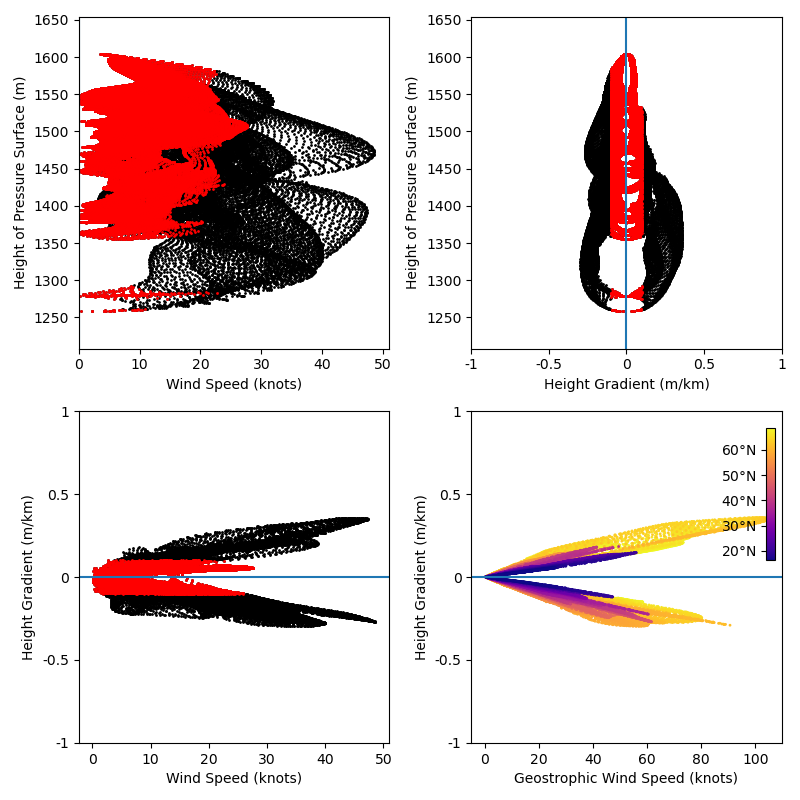 1650
1600
1550
1500
1450
1400
1350
1300
1250
Height of Pressure Surface (m)
0 10 20 30 40 50
Wind Speed (knots)
1650
1600
1550
1500
1450
1400
1350
1300
1250
Height of Pressure Surface (m)
-1 -0.5 0 0.5 1
Height Gradient (m/km)
1
0.5
0
-0.5
-1
Height Gradient (m/km)
0 10 20 30 40 50
Wind Speed (knots)
1
0.5
0
-0.5
-1
Height Gradient (m/km)
60°N
50°N
40°N
30°N
20°N
0 20 40 60 80 100
Geostrophic Wind Speed (knots)